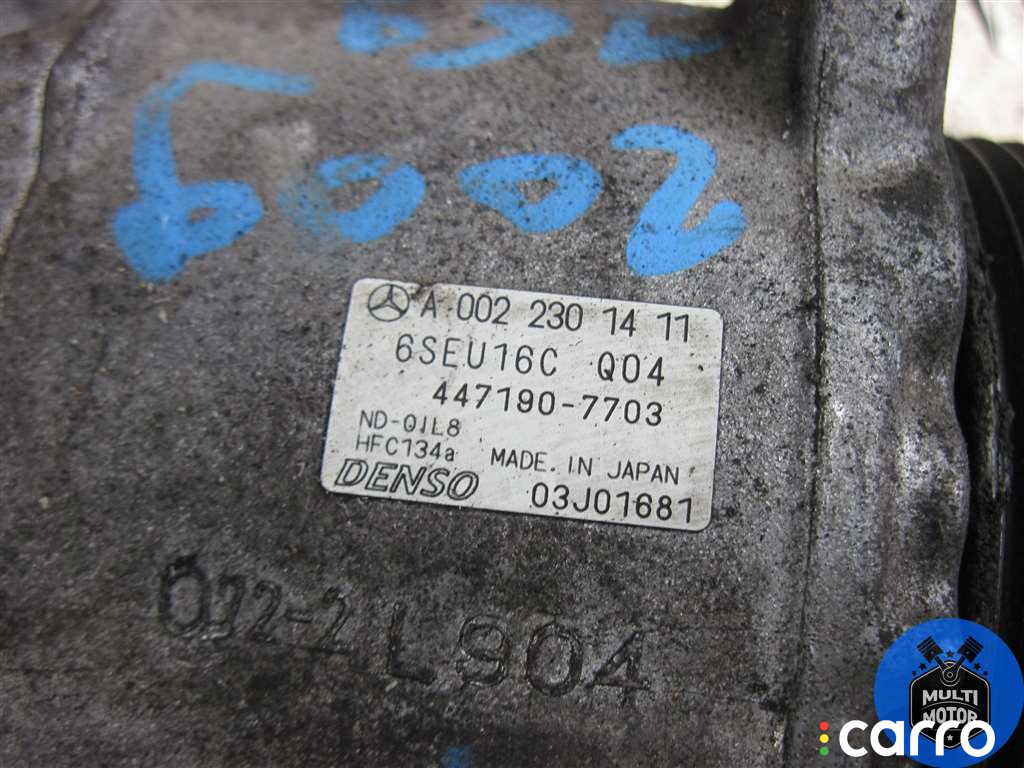 2009
A 002 230 14 11
6SEU16C Q04
447190-7703
ND-OIL8
HFC134a
MADE. IN JAPAN
DENSO
03J01681
L904
MULTI
MOTOR
carro